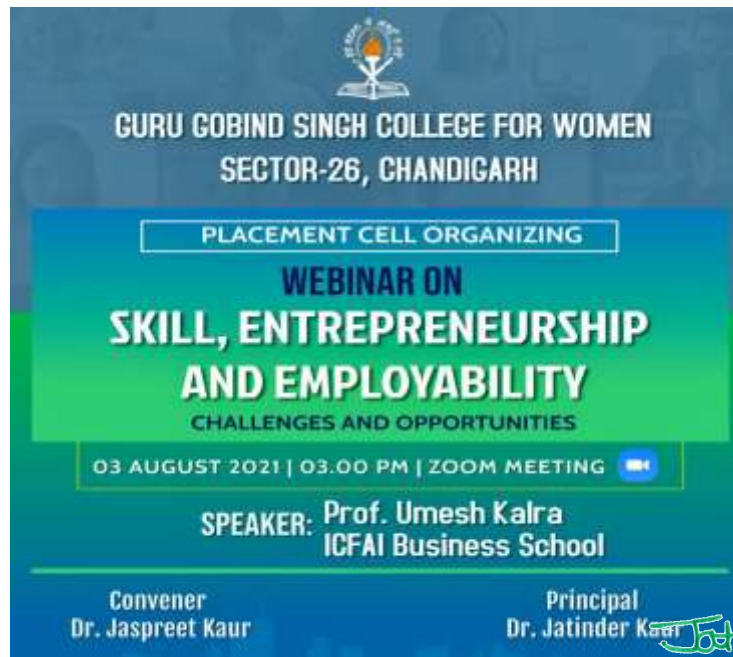 GURU GOBIND SINGH COLLEGE FOR WOMEN
SECTOR-26, CHANDIGARH
PLACEMENT CELL ORGANIZING
WEBINAR ON
SKILL, ENTREPRENEURSHIP
AND EMPLOYABILITY
CHALLENGES AND OPPORTUNITIES
03 AUGUST 2021 | 03.00 PM | ZOOM MEETING
SPEAKER: Prof. Umesh Kalra
ICFAI Business School
Convener
Dr. Jaspreet Kaur
Principal
Dr. Jatinder Kaur